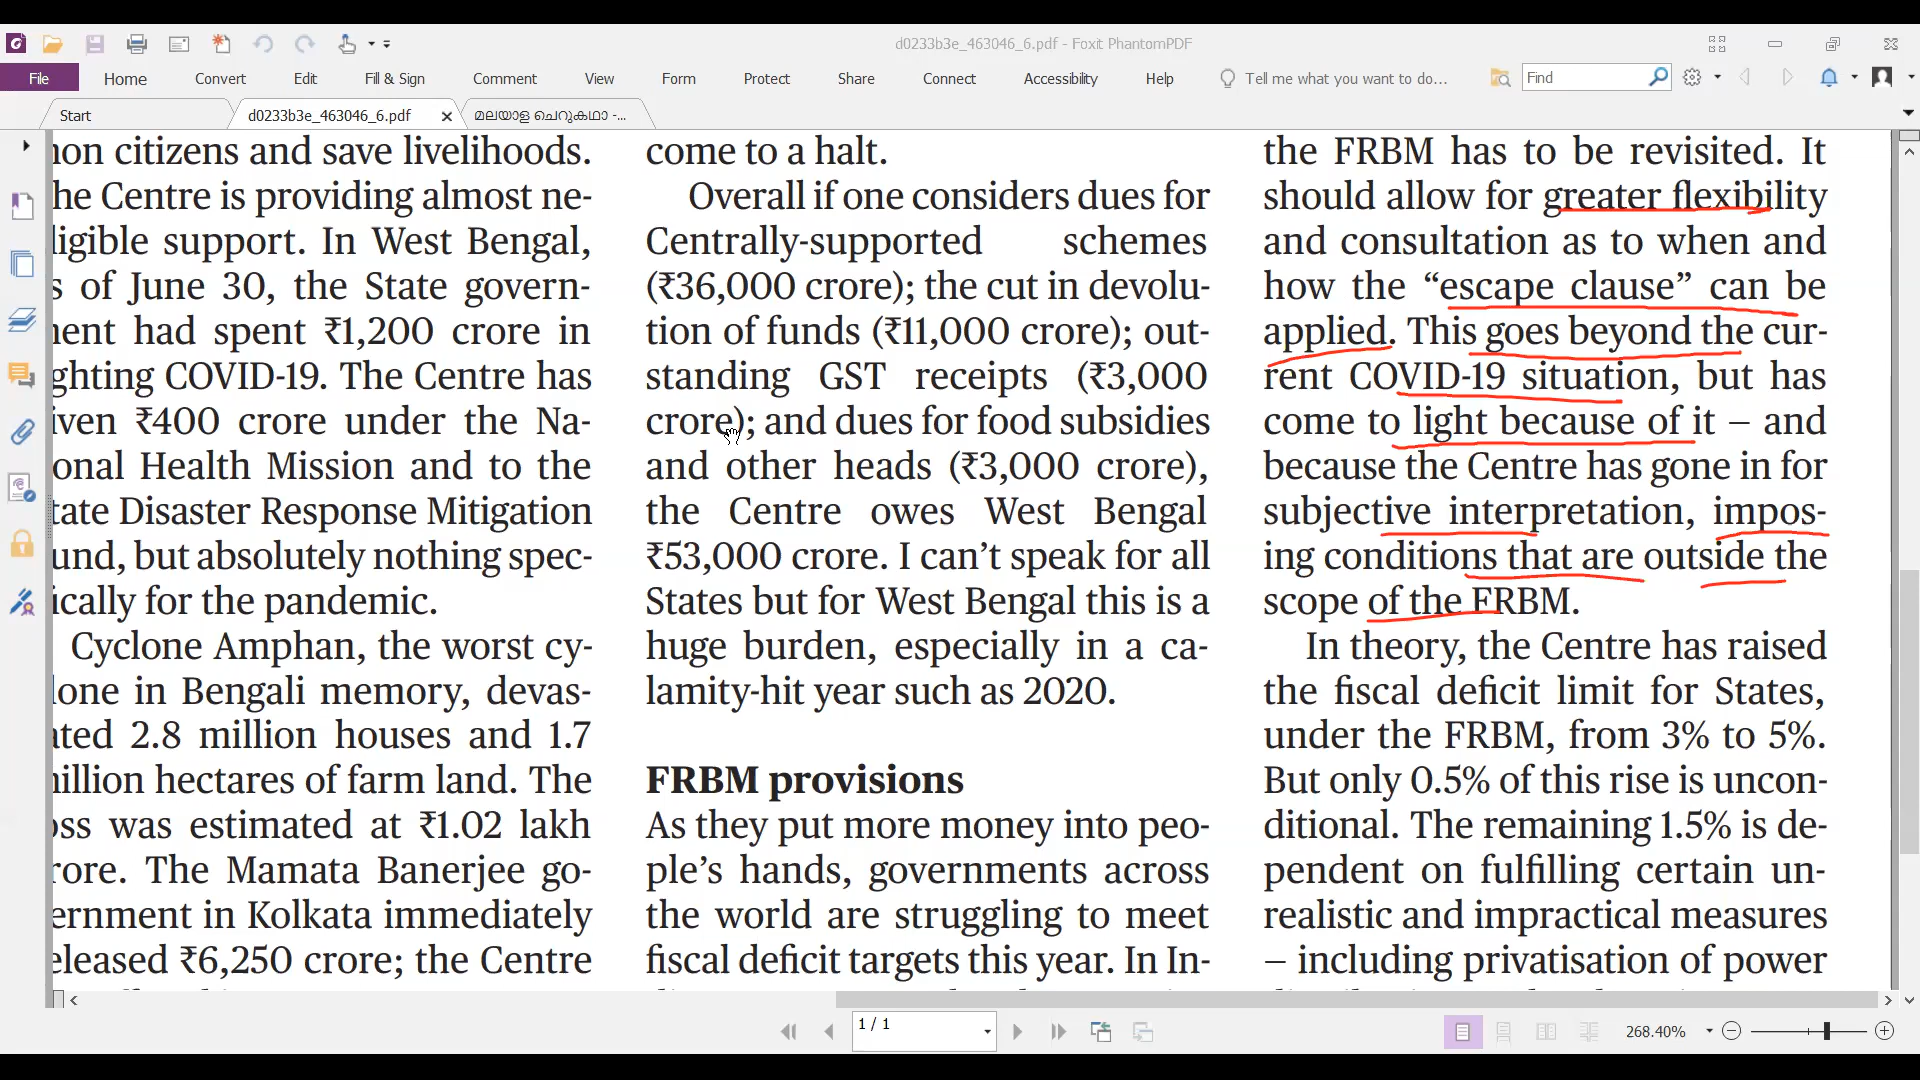 d0233b3e_463046_6.pdf - Foxit PhantomPDF
File Home Convert Edit Fill & Sign Comment View Form Protect Share Connect Accessibility Help Tell me what you want to do... Find
Start d0233b3e_463046_6.pdf മലയാള ചെറുകഥാ -...
non citizens and save livelihoods.
he Centre is providing almost ne-
ligible support. In West Bengal,
s of June 30, the State govern-
ment had spent ₹1,200 crore in
ghting COVID-19. The Centre has
iven ₹400 crore under the Na-
onal Health Mission and to the
tate Disaster Response Mitigation
und, but absolutely nothing spec-
ically for the pandemic.
Cyclone Amphan, the worst cy-
lone in Bengali memory, devas-
ated 2.8 million houses and 1.7
million hectares of farm land. The
oss was estimated at ₹1.02 lakh
rore. The Mamata Banerjee go-
ernment in Kolkata immediately
eleased ₹6,250 crore; the Centre
come to a halt.
Overall if one considers dues for
Centrally-supported schemes
(₹36,000 crore); the cut in devolu-
tion of funds (₹11,000 crore); out-
standing GST receipts (₹3,000
crore); and dues for food subsidies
and other heads (₹3,000 crore),
the Centre owes West Bengal
₹53,000 crore. I can’t speak for all
States but for West Bengal this is a
huge burden, especially in a ca-
lamity-hit year such as 2020.
FRBM provisions
As they put more money into peo-
ple’s hands, governments across
the world are struggling to meet
fiscal deficit targets this year. In In-
the FRBM has to be revisited. It
should allow for greater flexibility
and consultation as to when and
how the “escape clause” can be
applied. This goes beyond the cur-
rent COVID-19 situation, but has
come to light because of it – and
because the Centre has gone in for
subjective interpretation, impos-
ing conditions that are outside the
scope of the FRBM.
In theory, the Centre has raised
the fiscal deficit limit for States,
under the FRBM, from 3% to 5%.
But only 0.5% of this rise is uncon-
ditional. The remaining 1.5% is de-
pendent on fulfilling certain un-
realistic and impractical measures
– including privatisation of power
1 / 1
268.40%